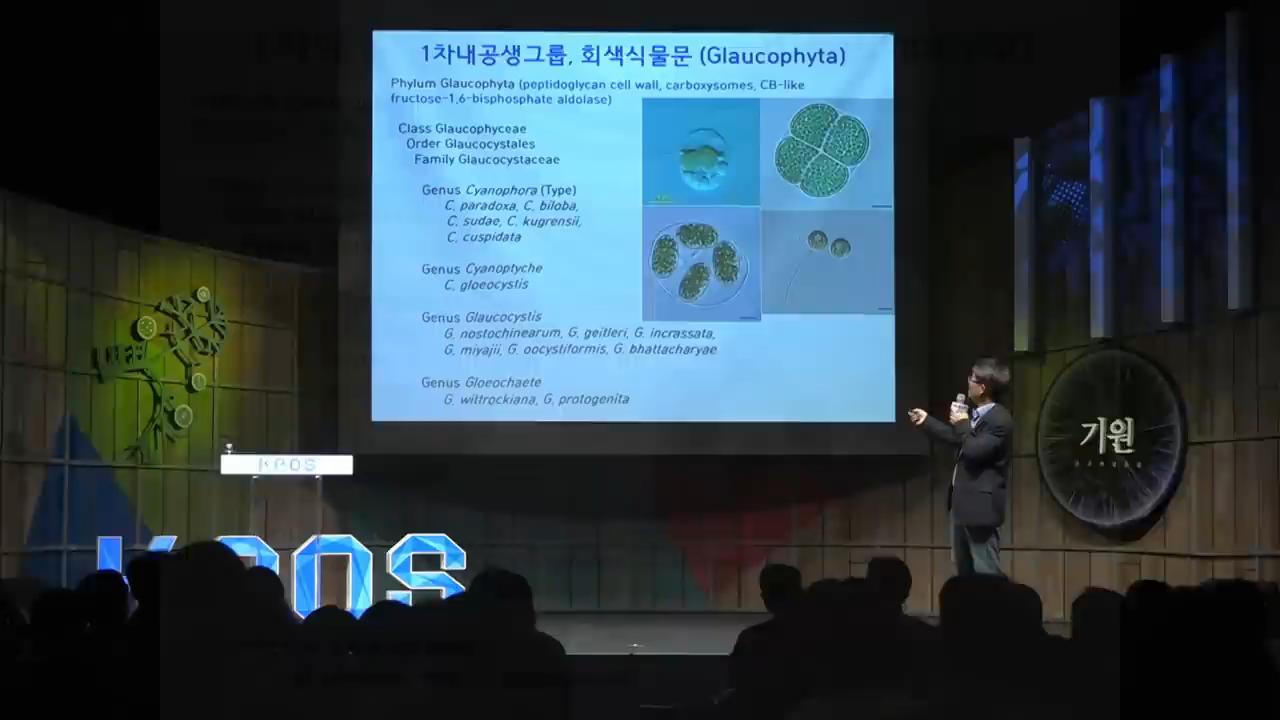 1차내공생그룹, 회색식물문 (Glaucophyta)
Phylum Glaucophyta (peptidoglycan cell wall, carboxysomes, CB-like
fructose-1,6-bisphosphate aldolase)
Class Glaucophyceae
Order Glaucocystales
Family Glaucocystaceae
Genus Cyanophora (Type)
C. paradoxa, C. biloba,
C. sudae, C. kugrensii,
C. cuspidata
Genus Cyanoptyche
C. gloeocystis
Genus Glaucocystis
G. nostochinearum, G. geitleri, G. incrassata,
G. miyajii, G. oocystiformis, G. bhattacharyae
Genus Gloeochaete
G. wittrockiana, G. protogenita
기원
KAOS
KAOS